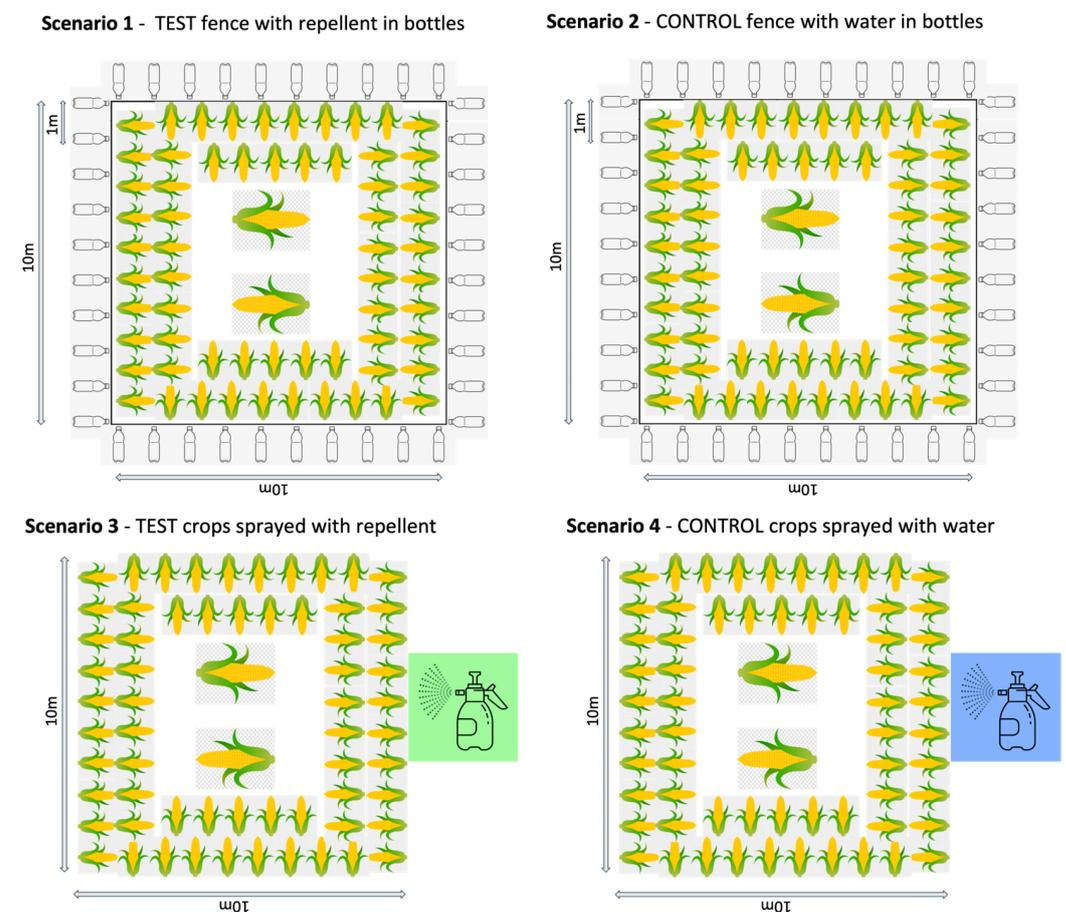 Scenario 1 - TEST fence with repellent in bottles
Scenario 2 - CONTROL fence with water in bottles
1m
10m
10m
1m
10m
10m
Scenario 3 - TEST crops sprayed with repellent
Scenario 4 - CONTROL crops sprayed with water
10m
10m
10m
10m